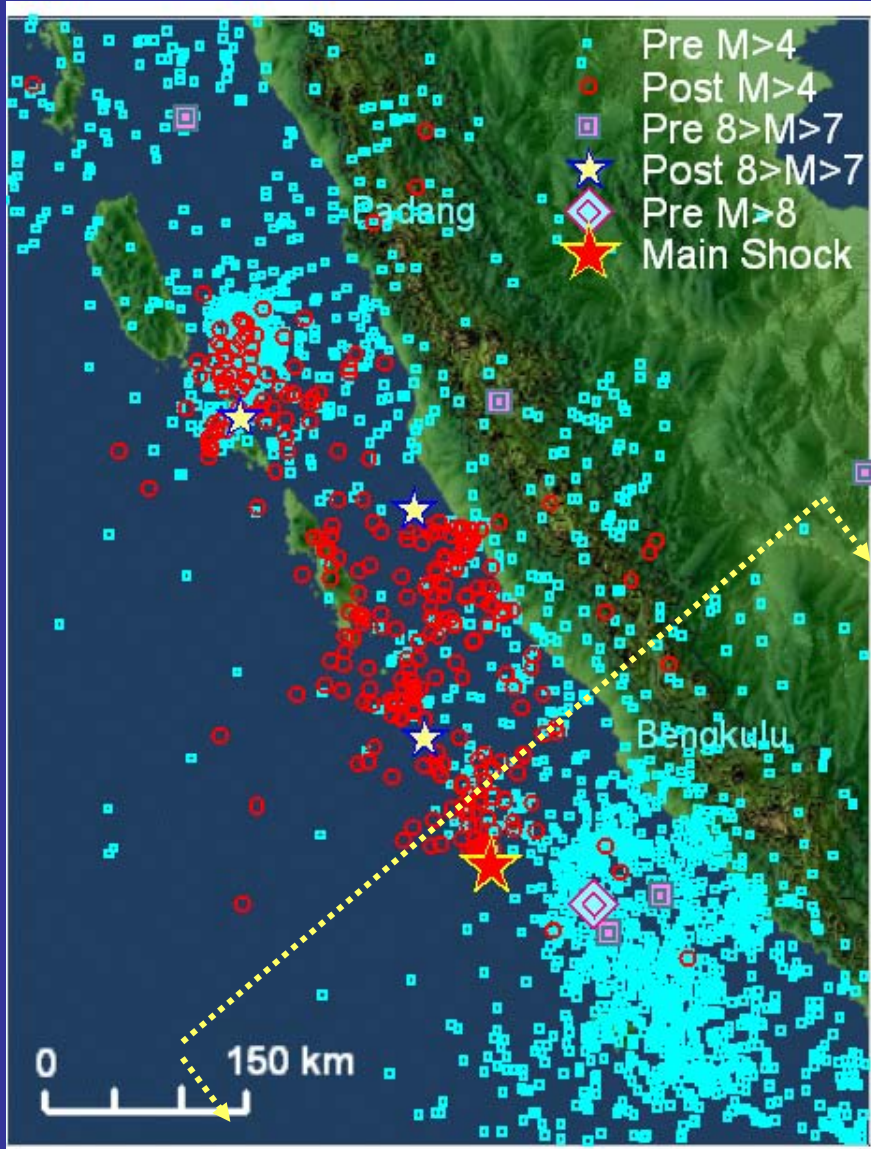 Pre M>4
Post M>4
Pre 8>M>7
Post 8>M>7
Pre M>8
Main Shock
Padang
Bengkulu
0 150 km